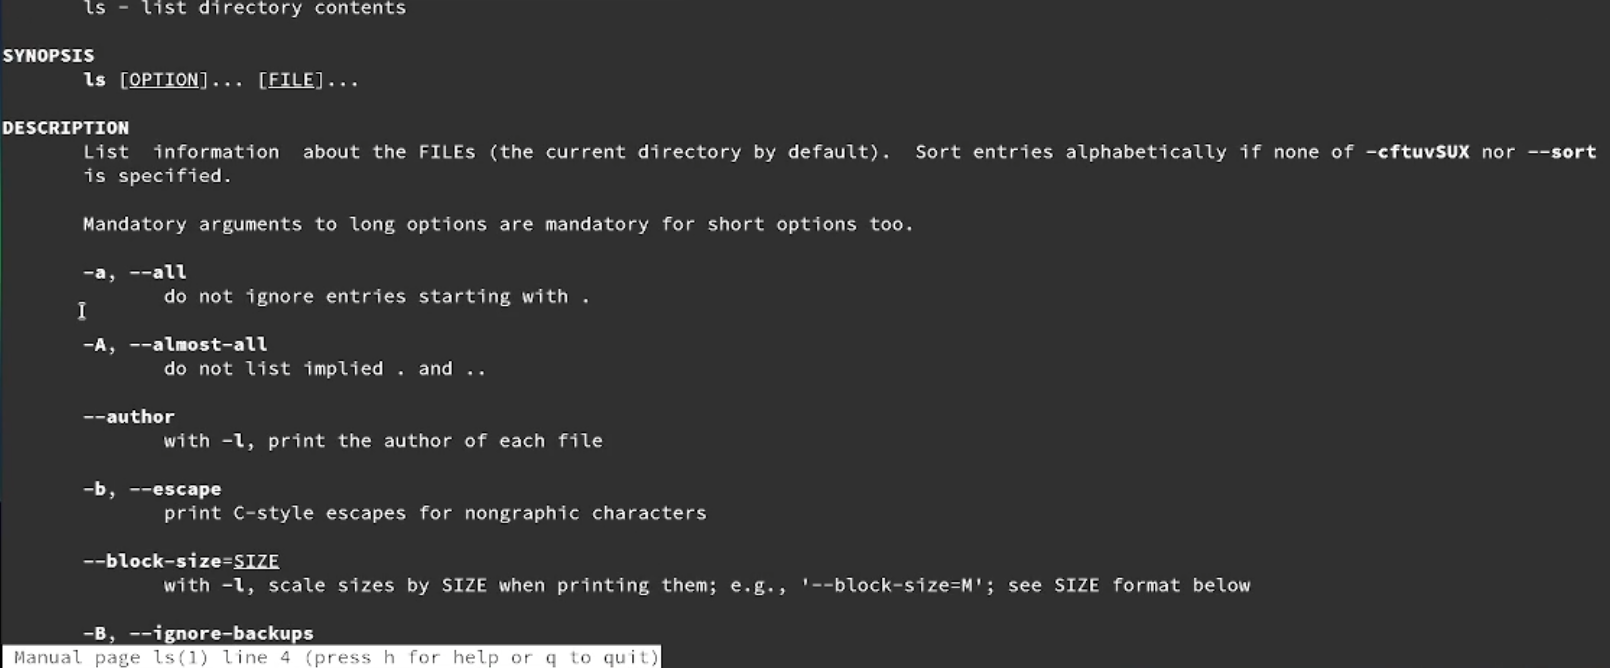 ls - list directory contents
SYNOPSIS
ls [OPTION]... [FILE]...
DESCRIPTION
List information about the FILEs (the current directory by default). Sort entries alphabetically if none of -cftuvSUX nor --sort
is specified.
Mandatory arguments to long options are mandatory for short options too.
-a, --all
do not ignore entries starting with .
-A, --almost-all
do not list implied . and ..
--author
with -l, print the author of each file
-b, --escape
print C-style escapes for nongraphic characters
--block-size=SIZE
with -l, scale sizes by SIZE when printing them; e.g., '--block-size=M'; see SIZE format below
-B, --ignore-backups
Manual page ls(1) line 4 (press h for help or q to quit)